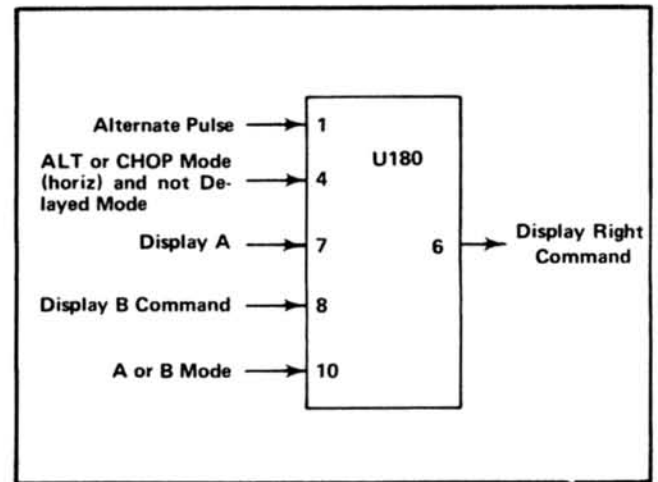 Alternate Pulse
1
U180
ALT or CHOP Mode
(horiz) and not De-
layed Mode
4
Display A
7
6
Display Right
Command
Display B Command
8
A or B Mode
10